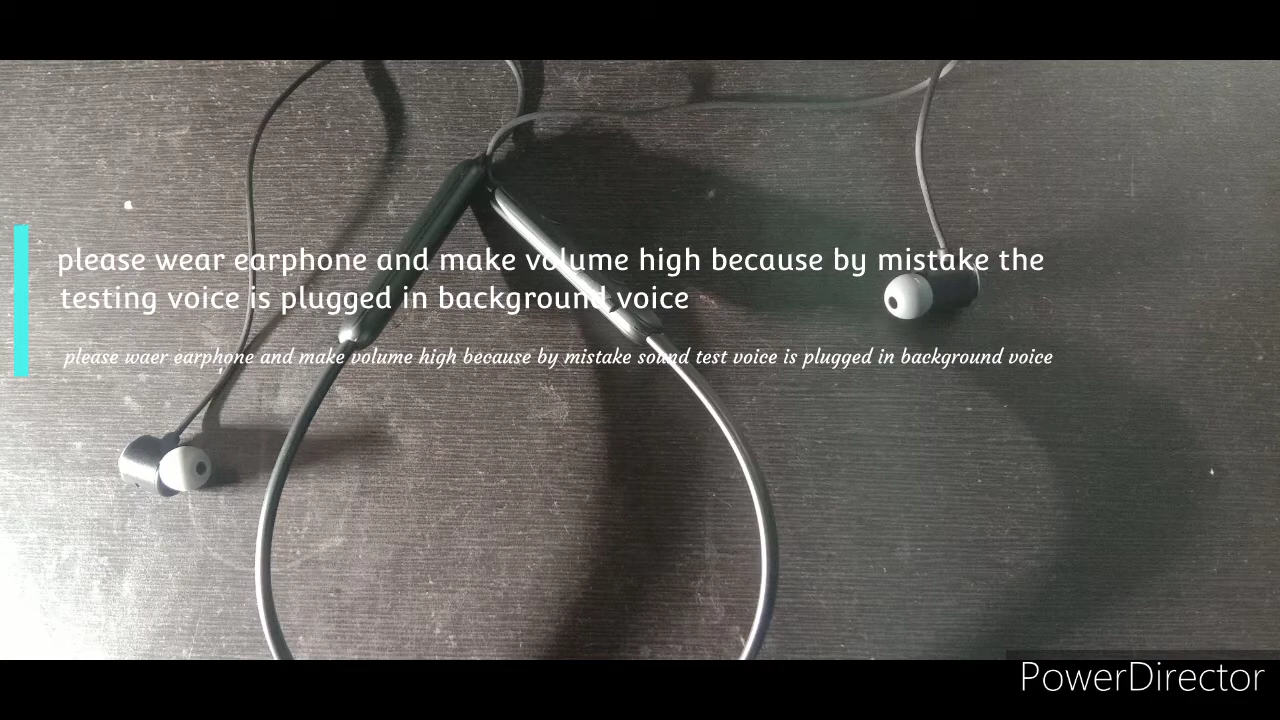 please wear earphone and make volume high because by mistake the
testing voice is plugged in background voice
please waer earphone and make volume high because by mistake sound test voice is plugged in background voice
PowerDirector